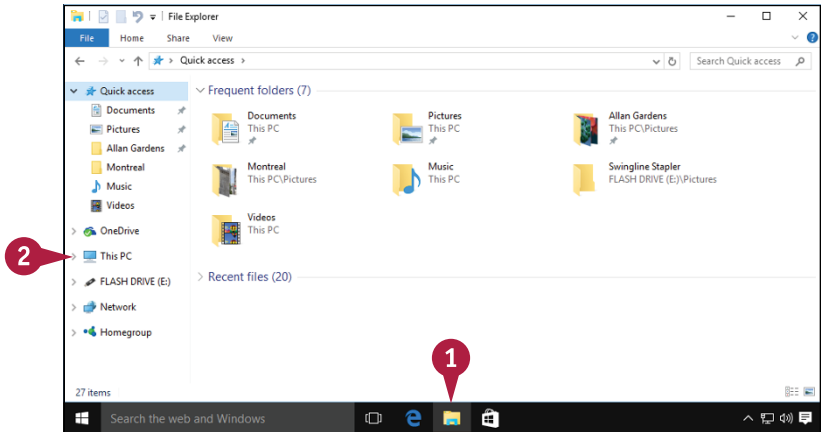 File Explorer
File Home Share View
Quick access
Search Quick access
Quick access
Documents
Pictures
Allan Gardens
Montreal
Music
Videos
OneDrive
This PC
FLASH DRIVE (E:)
Network
Homegroup
Frequent folders (7)
Documents
This PC
Pictures
This PC
Allan Gardens
This PC\Pictures
Montreal
This PC\Pictures
Music
This PC
Swingline Stapler
FLASH DRIVE (E:)\Pictures
Videos
This PC
Recent files (20)
2
1
27 items
Search the web and Windows